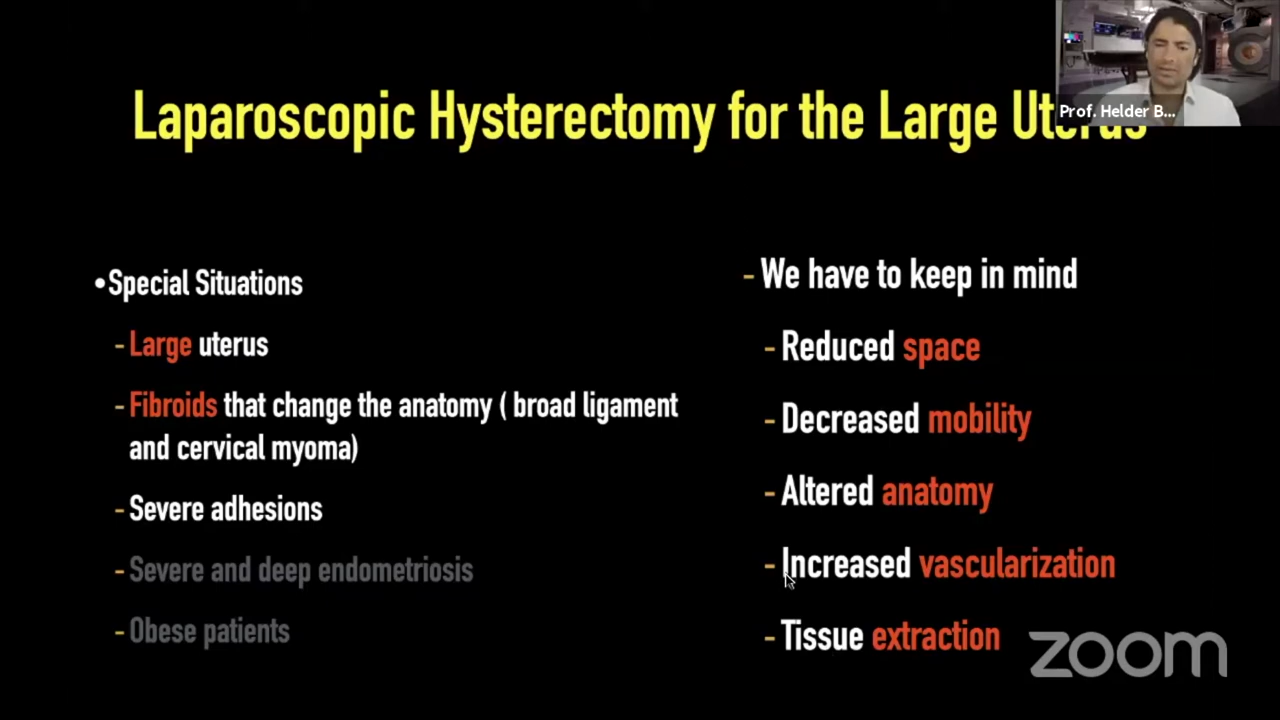 Laparoscopic Hysterectomy for the Large Uterus
Prof. Helder B...
•Special Situations
-Large uterus
-Fibroids that change the anatomy ( broad ligament
and cervical myoma)
-Severe adhesions
-Severe and deep endometriosis
-Obese patients
-We have to keep in mind
-Reduced space
-Decreased mobility
-Altered anatomy
-Increased vascularization
-Tissue extraction
zoom